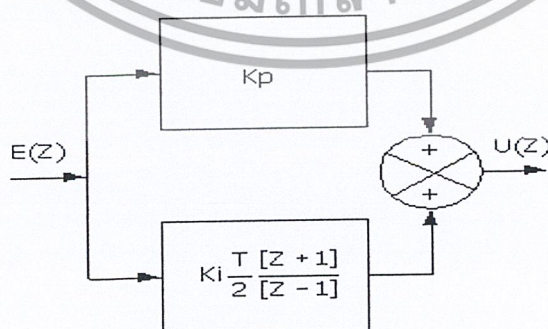 Kp
E(Z)
U(Z)
+
+
Ki T/2 [Z + 1]/[Z - 1]